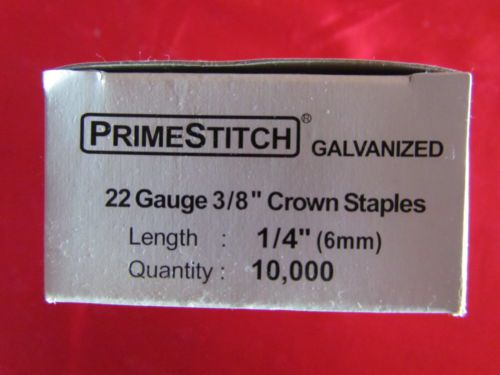 PRIMESTITCH® GALVANIZED
22 Gauge 3/8" Crown Staples
Length : 1/4" (6mm)
Quantity : 10,000